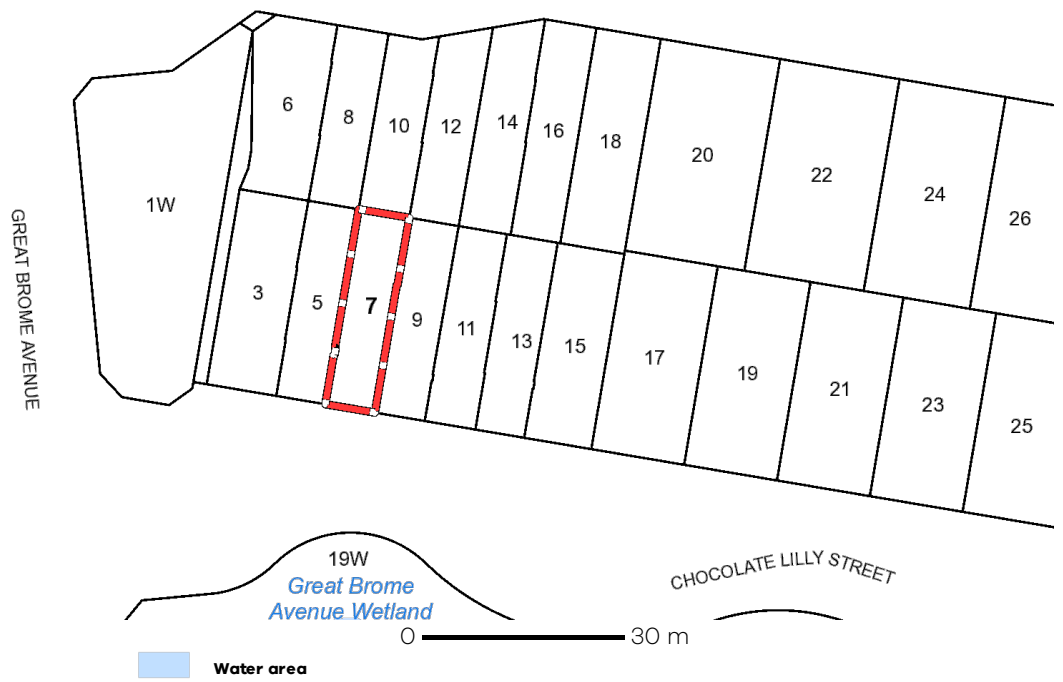 6
8
10
12
14
16
18
20
22
24
26
1W
GREAT BROME AVENUE
3
5
7
9
11
13
15
17
19
21
23
25
19W
Great Brome
Avenue Wetland
CHOCOLATE LILLY STREET
0 30 m
Water area